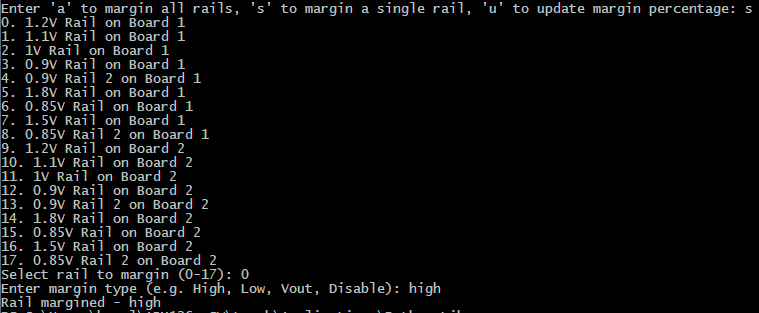 Enter 'a' to margin all rails, 's' to margin a single rail, 'u' to update margin percentage: s
0. 1.2V Rail on Board 1
1. 1.1V Rail on Board 1
2. 1V Rail on Board 1
3. 0.9V Rail on Board 1
4. 0.9V Rail 2 on Board 1
5. 1.8V Rail on Board 1
6. 0.85V Rail on Board 1
7. 1.5V Rail on Board 1
8. 0.85V Rail 2 on Board 1
9. 1.2V Rail on Board 2
10. 1.1V Rail on Board 2
11. 1V Rail on Board 2
12. 0.9V Rail on Board 2
13. 0.9V Rail 2 on Board 2
14. 1.8V Rail on Board 2
15. 0.85V Rail on Board 2
16. 1.5V Rail on Board 2
17. 0.85V Rail 2 on Board 2
Select rail to margin (0-17): 0
Enter margin type (e.g. High, Low, Vout, Disable): high
Rail margined - high